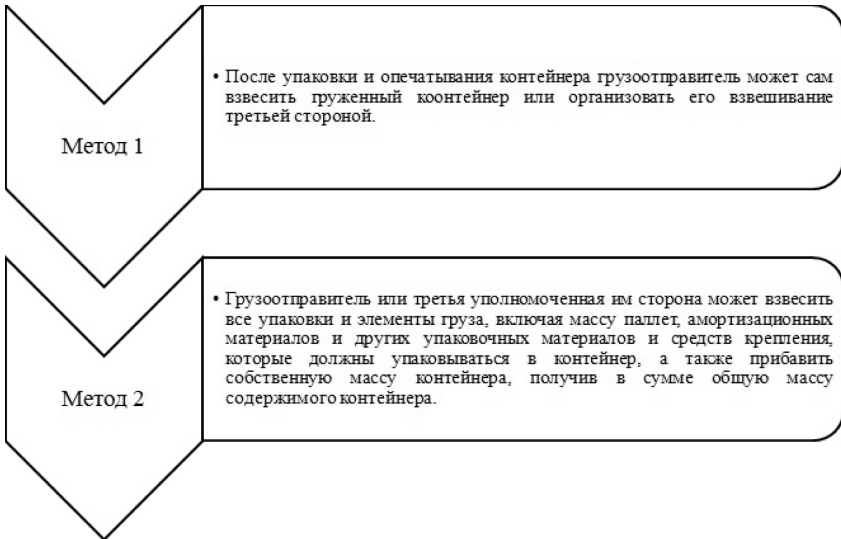 Метод 1
• После упаковки и опечатывания контейнера грузоотправитель может сам
взвесить груженный коонтейнер или организовать его взвешивание
третьей стороной.
Метод 2
• Грузоотправитель или третья уполномоченная им сторона может взвесить
все упаковки и элементы груза, включая массу паллет, амортизационных
материалов и других упаковочных материалов и средств крепления,
которые должны упаковываться в контейнер, а также прибавить
собственную массу контейнера, получив в сумме общую массу
содержимого контейнера.